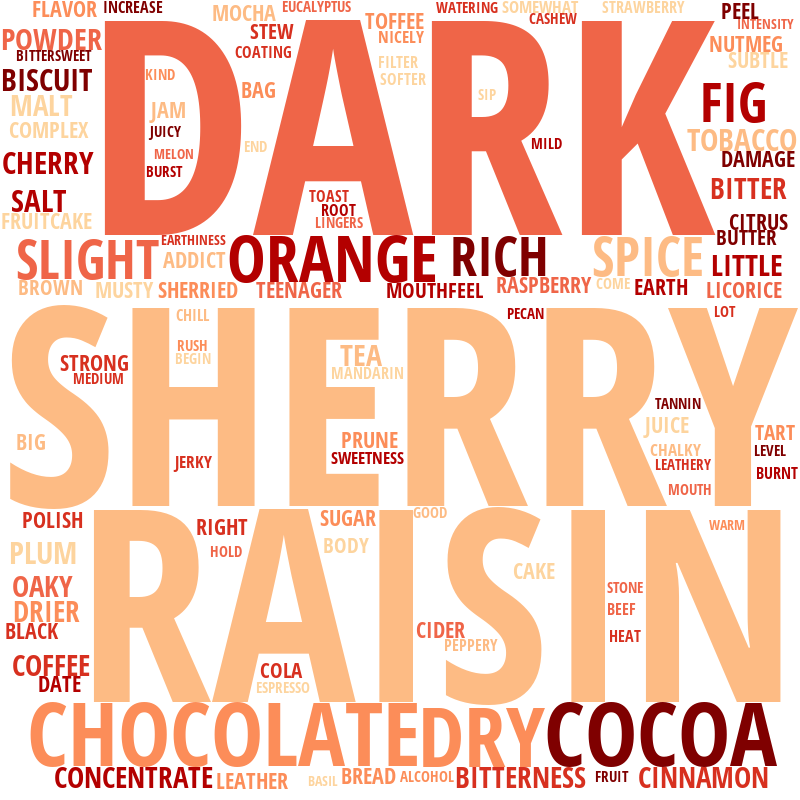 FLAVOR INCREASE MOCHA EUCALYPTUS TOFFEE WATERING SOMEWHAT STRAWBERRY PEEL
POWDER STEW NICELY CASHEW INTENSITY
BITTERSWEET COATING NUTMEG
BISCUIT KIND BAG FILTER SOFTER SUBTLE
MALT JAM SIP FIG
COMPLEX JUICY END MILD TOBACCO
CHERRY MELON DAMAGE
BURST
DARK
SALT TOAST BITTER
FRUITCAKE ROOT CITRUS
LINGERS BUTTER
SLIGHT EARTHINESS ADDICT ORANGE RICH SPICE LITTLE
BROWN MUSTY SHERRIED TEENAGER MOUTHFEEL RASPBERRY COME EARTH LICORICE
CHILL PECAN LOT
STRONG RUSH TEA
MEDIUM BEGIN MANDARIN
SHERRY
TANNIN
BIG PRUNE JUICE TART
JERKY SWEETNESS CHALKY LEVEL
LEATHERY BURNT
MOUTH
POLISH RIGHT SUGAR GOOD WARM
PLUM HOLD BODY
RAISIN
OAKY CAKE STONE
DRIER BEEF
BLACK CIDER HEAT
COFFEE COLA PEPPERY
DATE ESPRESSO
CHOCOLATE DRY COCOA
CONCENTRATE LEATHER BASIL BREAD ALCOHOL BITTERNESS FRUIT CINNAMON